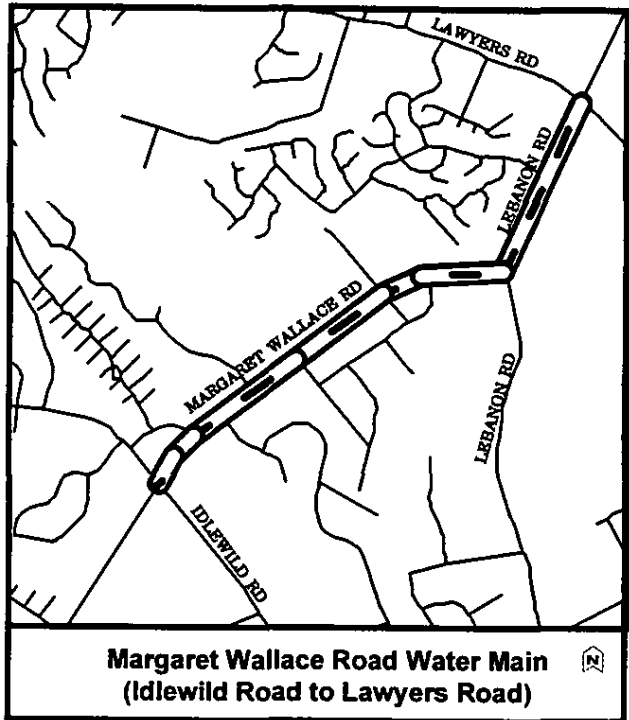 LAWYERS RD
LEBANON RD
MARGARET WALLACE RD
LEBANON RD
IDLEWILD RD
Margaret Wallace Road Water Main
N
(Idlewild Road to Lawyers Road)